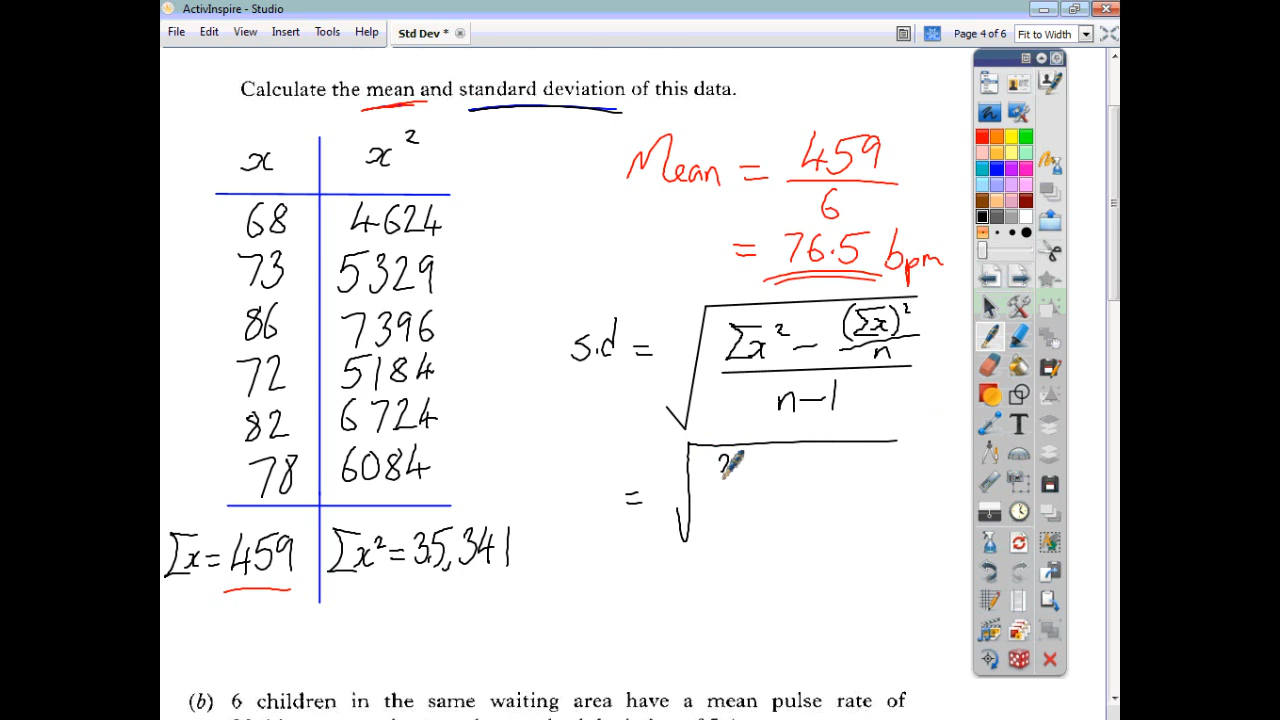 ActivInspire - Studio
File Edit View Insert Tools Help
Std Dev *
Page 4 of 6
Fit to Width
Calculate the mean and standard deviation of this data.
x x²
68 4624
73 5329
86 7396
72 5184
82 6724
78 6084
Σx = 459 Σx² = 35,341
Mean = 459/6
= 76.5 bpm
s.d = √((Σx² − (Σx)²/n)/(n−1))
= √
(b) 6 children in the same waiting area have a mean pulse rate of